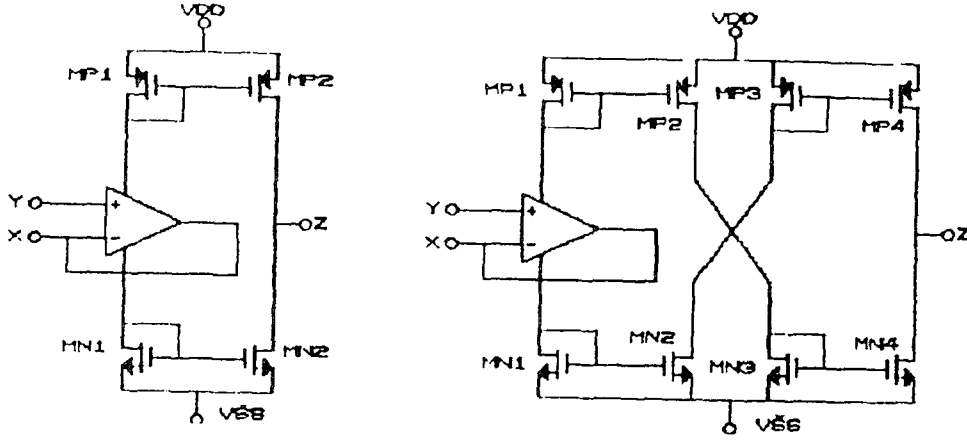 VDD
MP1
MP2
Y
+
X
-
Z
MN1
MN2
VSS
VDD
MP1
MP2
MP3
MP4
Y
+
X
-
Z
MN1
MN2
MN3
MN4
VSS